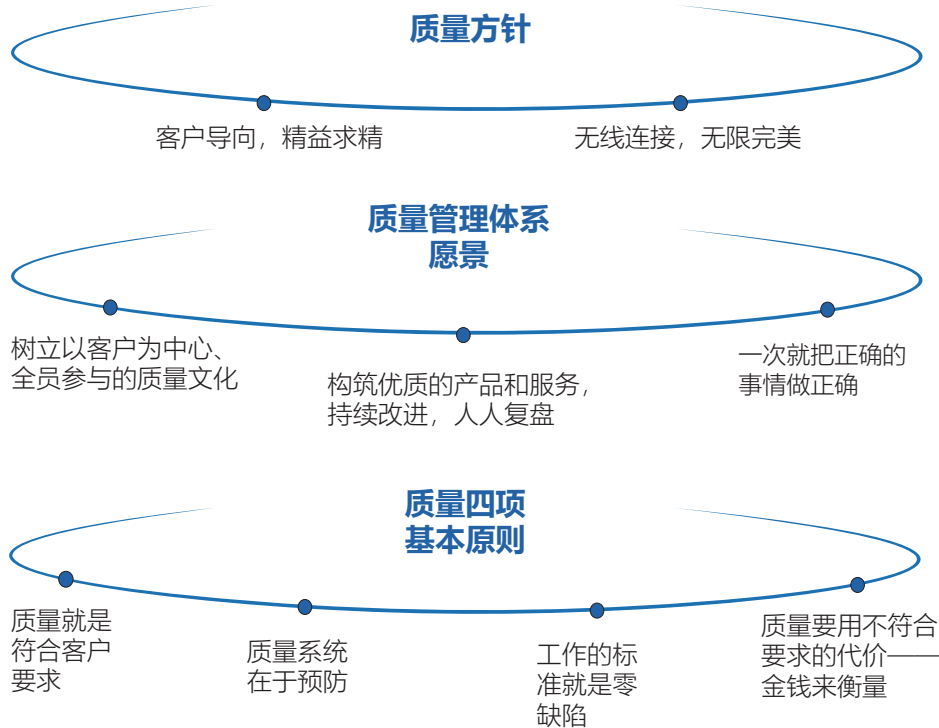 质量方针
客户导向，精益求精
无线连接，无限完美
质量管理体系
愿景
树立以客户为中心、
全员参与的质量文化
构筑优质的产品和服务，
持续改进，人人复盘
一次就把正确的
事情做正确
质量四项
基本原则
质量就是
符合客户
要求
质量系统
在于预防
工作的标
准就是零
缺陷
质量要用不符合
要求的代价——
金钱来衡量